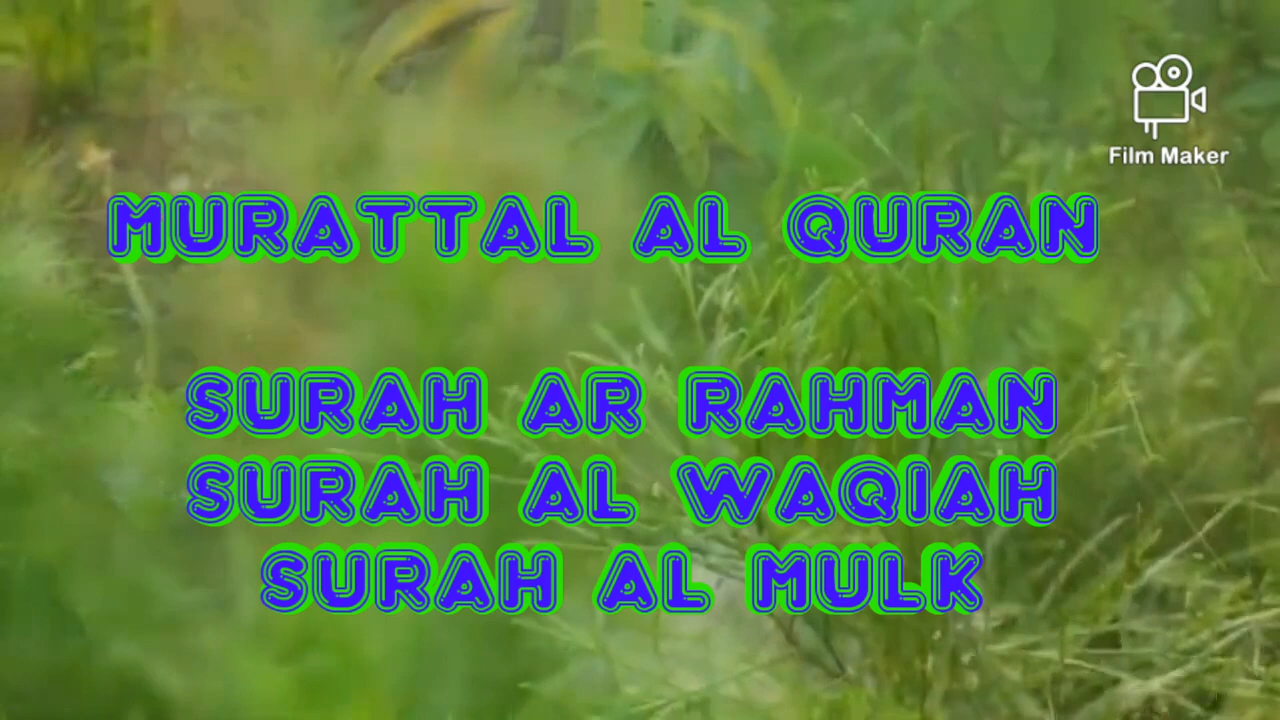 Film Maker
MURATTAL AL QURAN
SURAH AR RAHMAN
SURAH AL WAQIAH
SURAH AL MULK